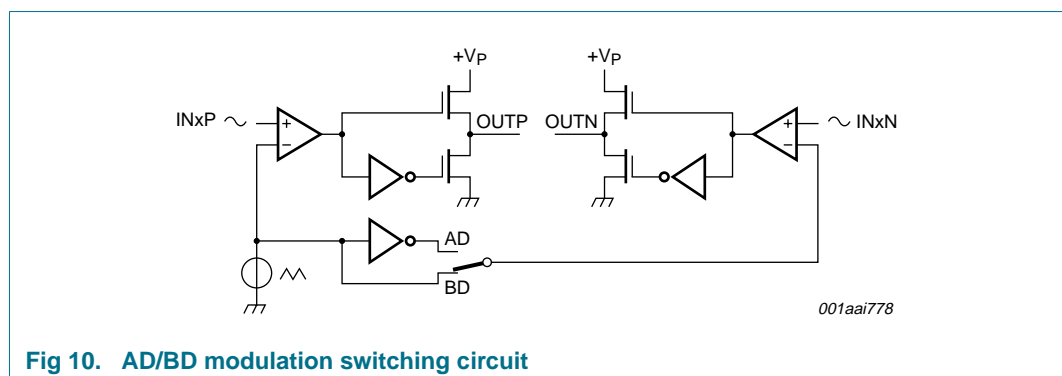 +VP
+VP
INxP
+
−
OUTP
OUTN
+
−
INxN
AD
BD
001aai778
Fig 10. AD/BD modulation switching circuit